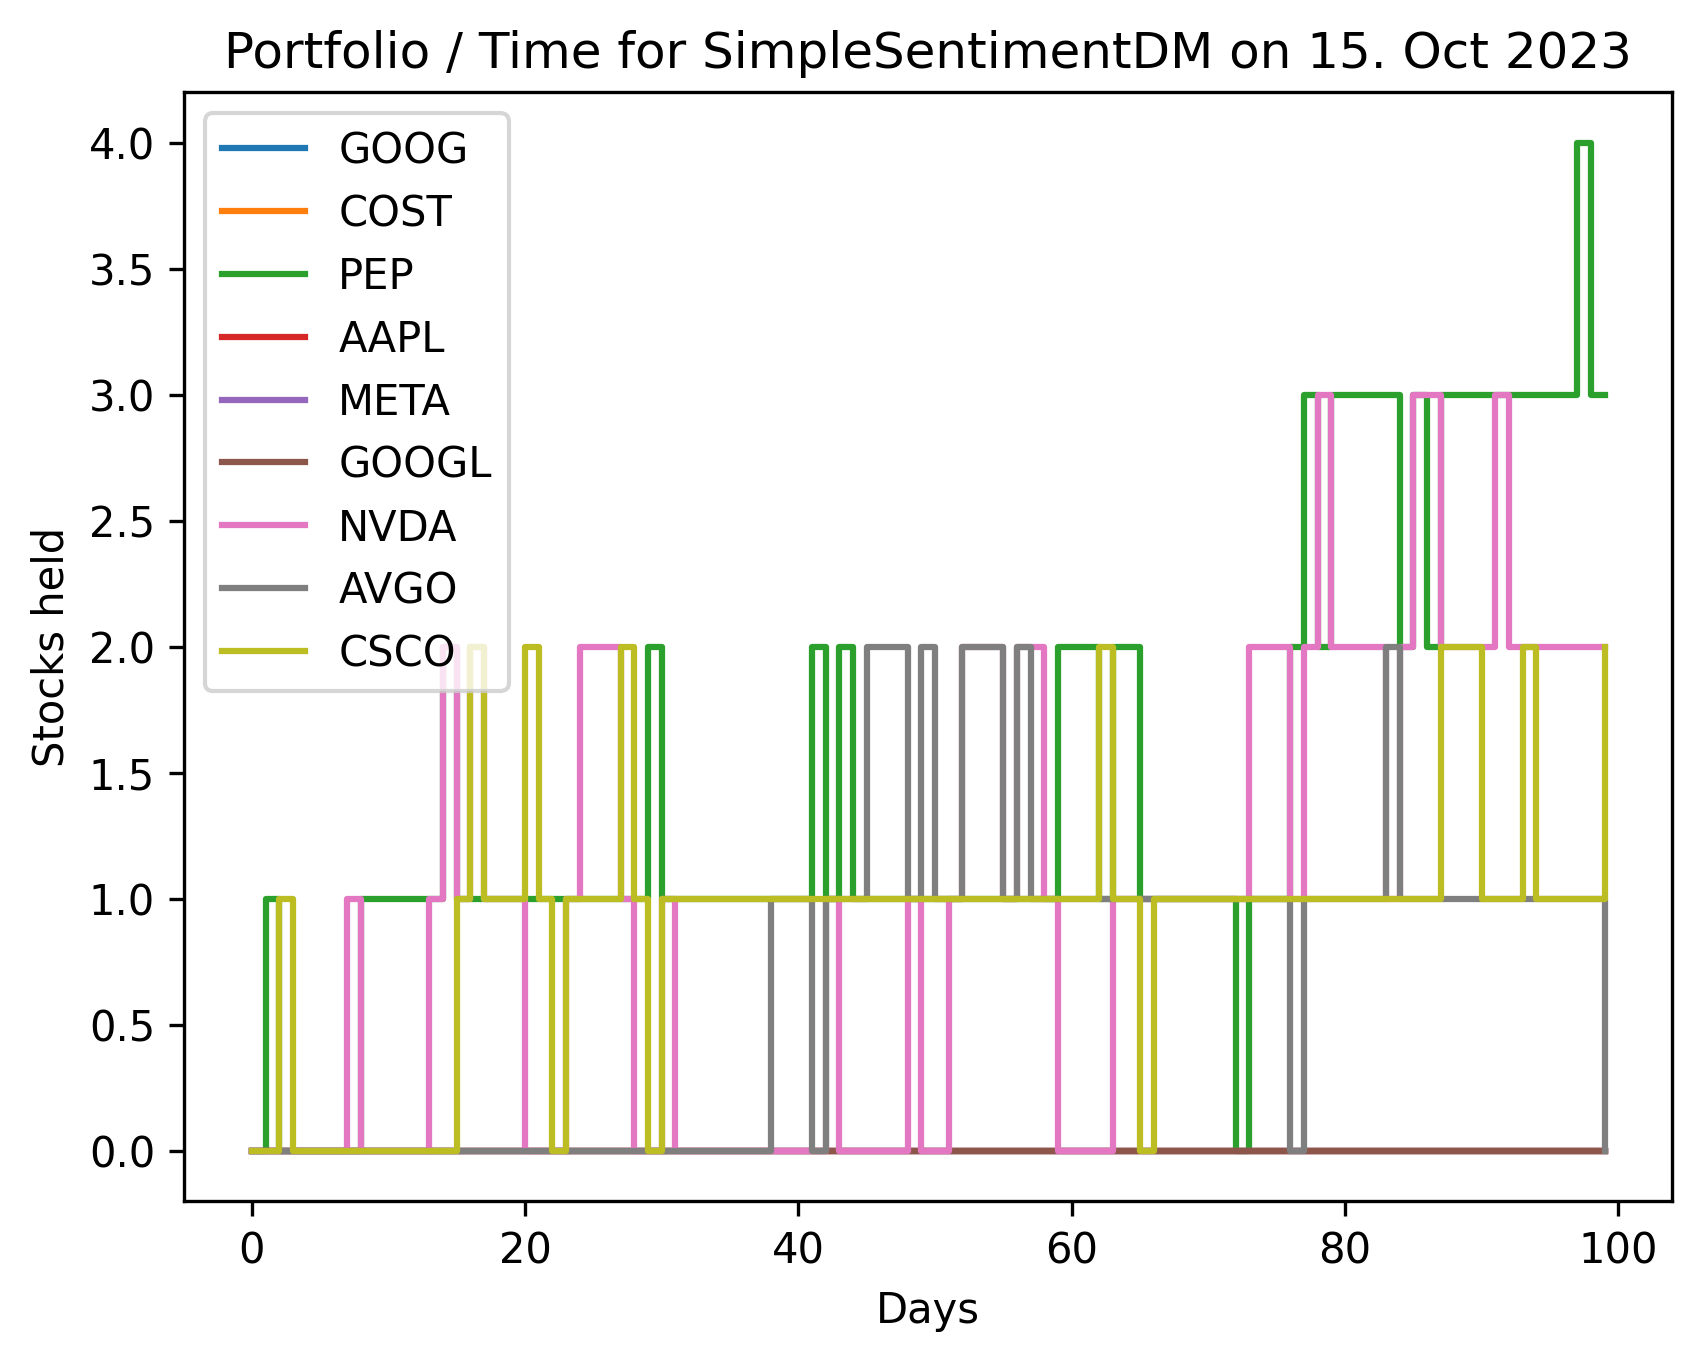 Portfolio / Time for SimpleSentimentDM on 15. Oct 2023
GOOG
COST
PEP
AAPL
META
GOOGL
NVDA
AVGO
CSCO
4.0
3.5
3.0
2.5
2.0
1.5
1.0
0.5
0.0
Stocks held
0 20 40 60 80 100
Days